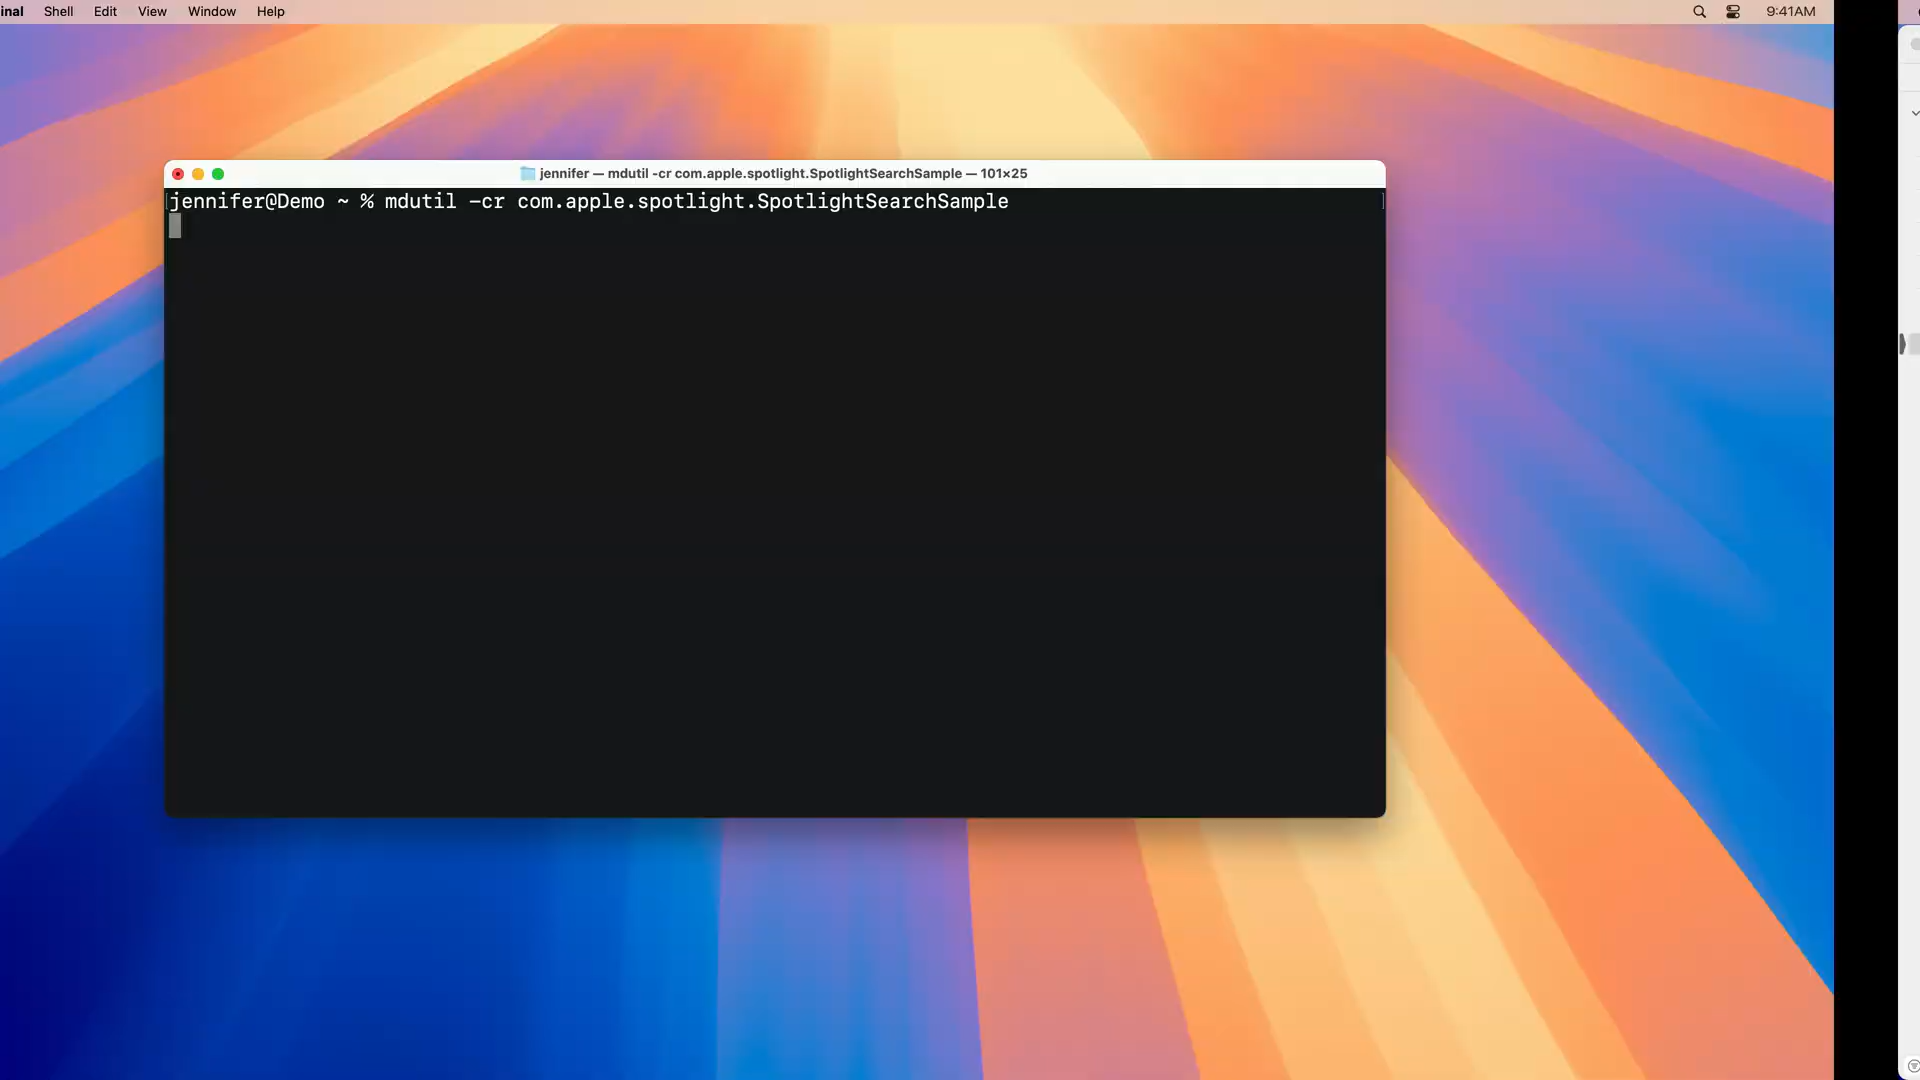 inal Shell Edit View Window Help 9:41AM
jennifer — mdutil -cr com.apple.spotlight.SpotlightSearchSample — 101×25
jennifer@Demo ~ % mdutil -cr com.apple.spotlight.SpotlightSearchSample